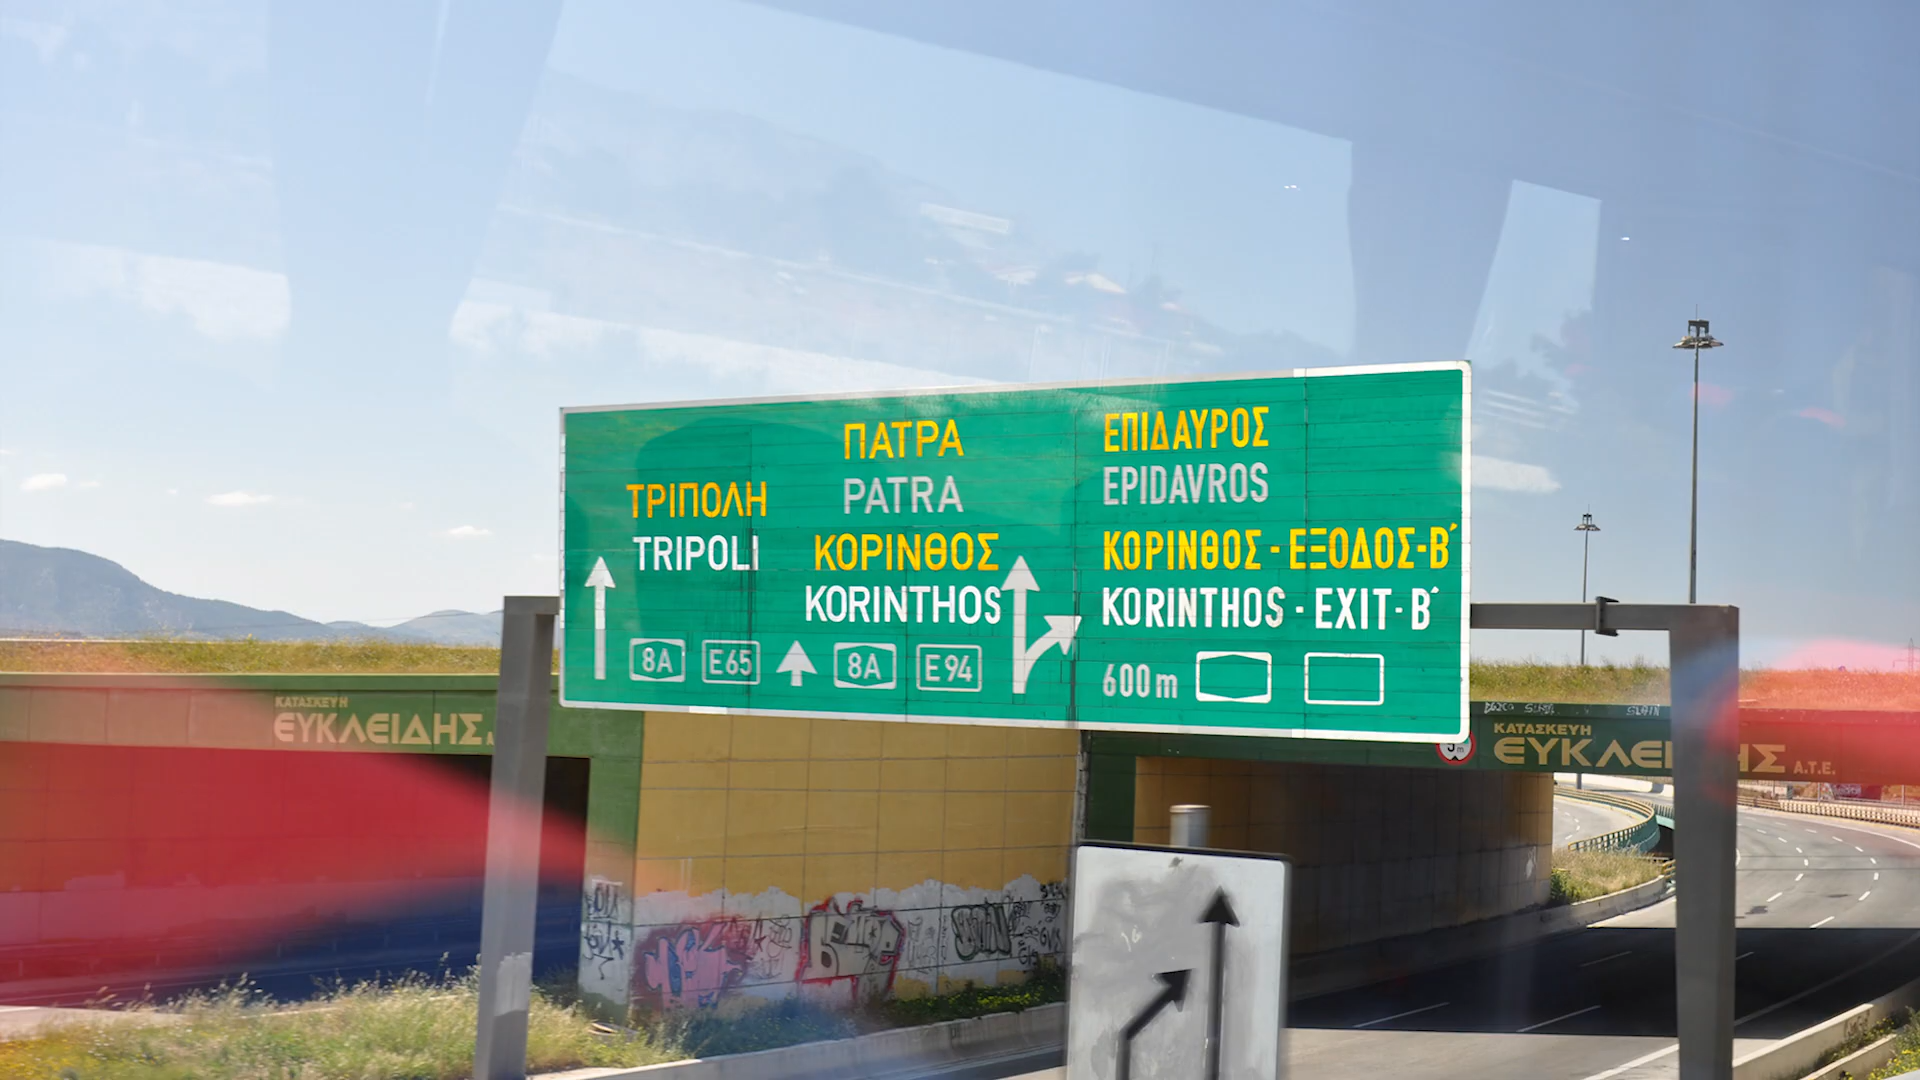 ΤΡΙΠΟΛΗ
TRIPOLI
8A E65
ΠΑΤΡΑ
PATRA
ΚΟΡΙΝΘΟΣ
KORINTHOS
8A E94
ΕΠΙΔΑΥΡΟΣ
EPIDAVROS
ΚΟΡΙΝΘΟΣ - ΕΞΟΔΟΣ-Β΄
KORINTHOS - EXIT-B΄
600m
ΚΑΤΑΣΚΕΥΗ
ΕΥΚΛΕΙΔΗΣ
ΚΑΤΑΣΚΕΥΗ
ΕΥΚΛΕΙΔΗΣ Α.Τ.Ε.